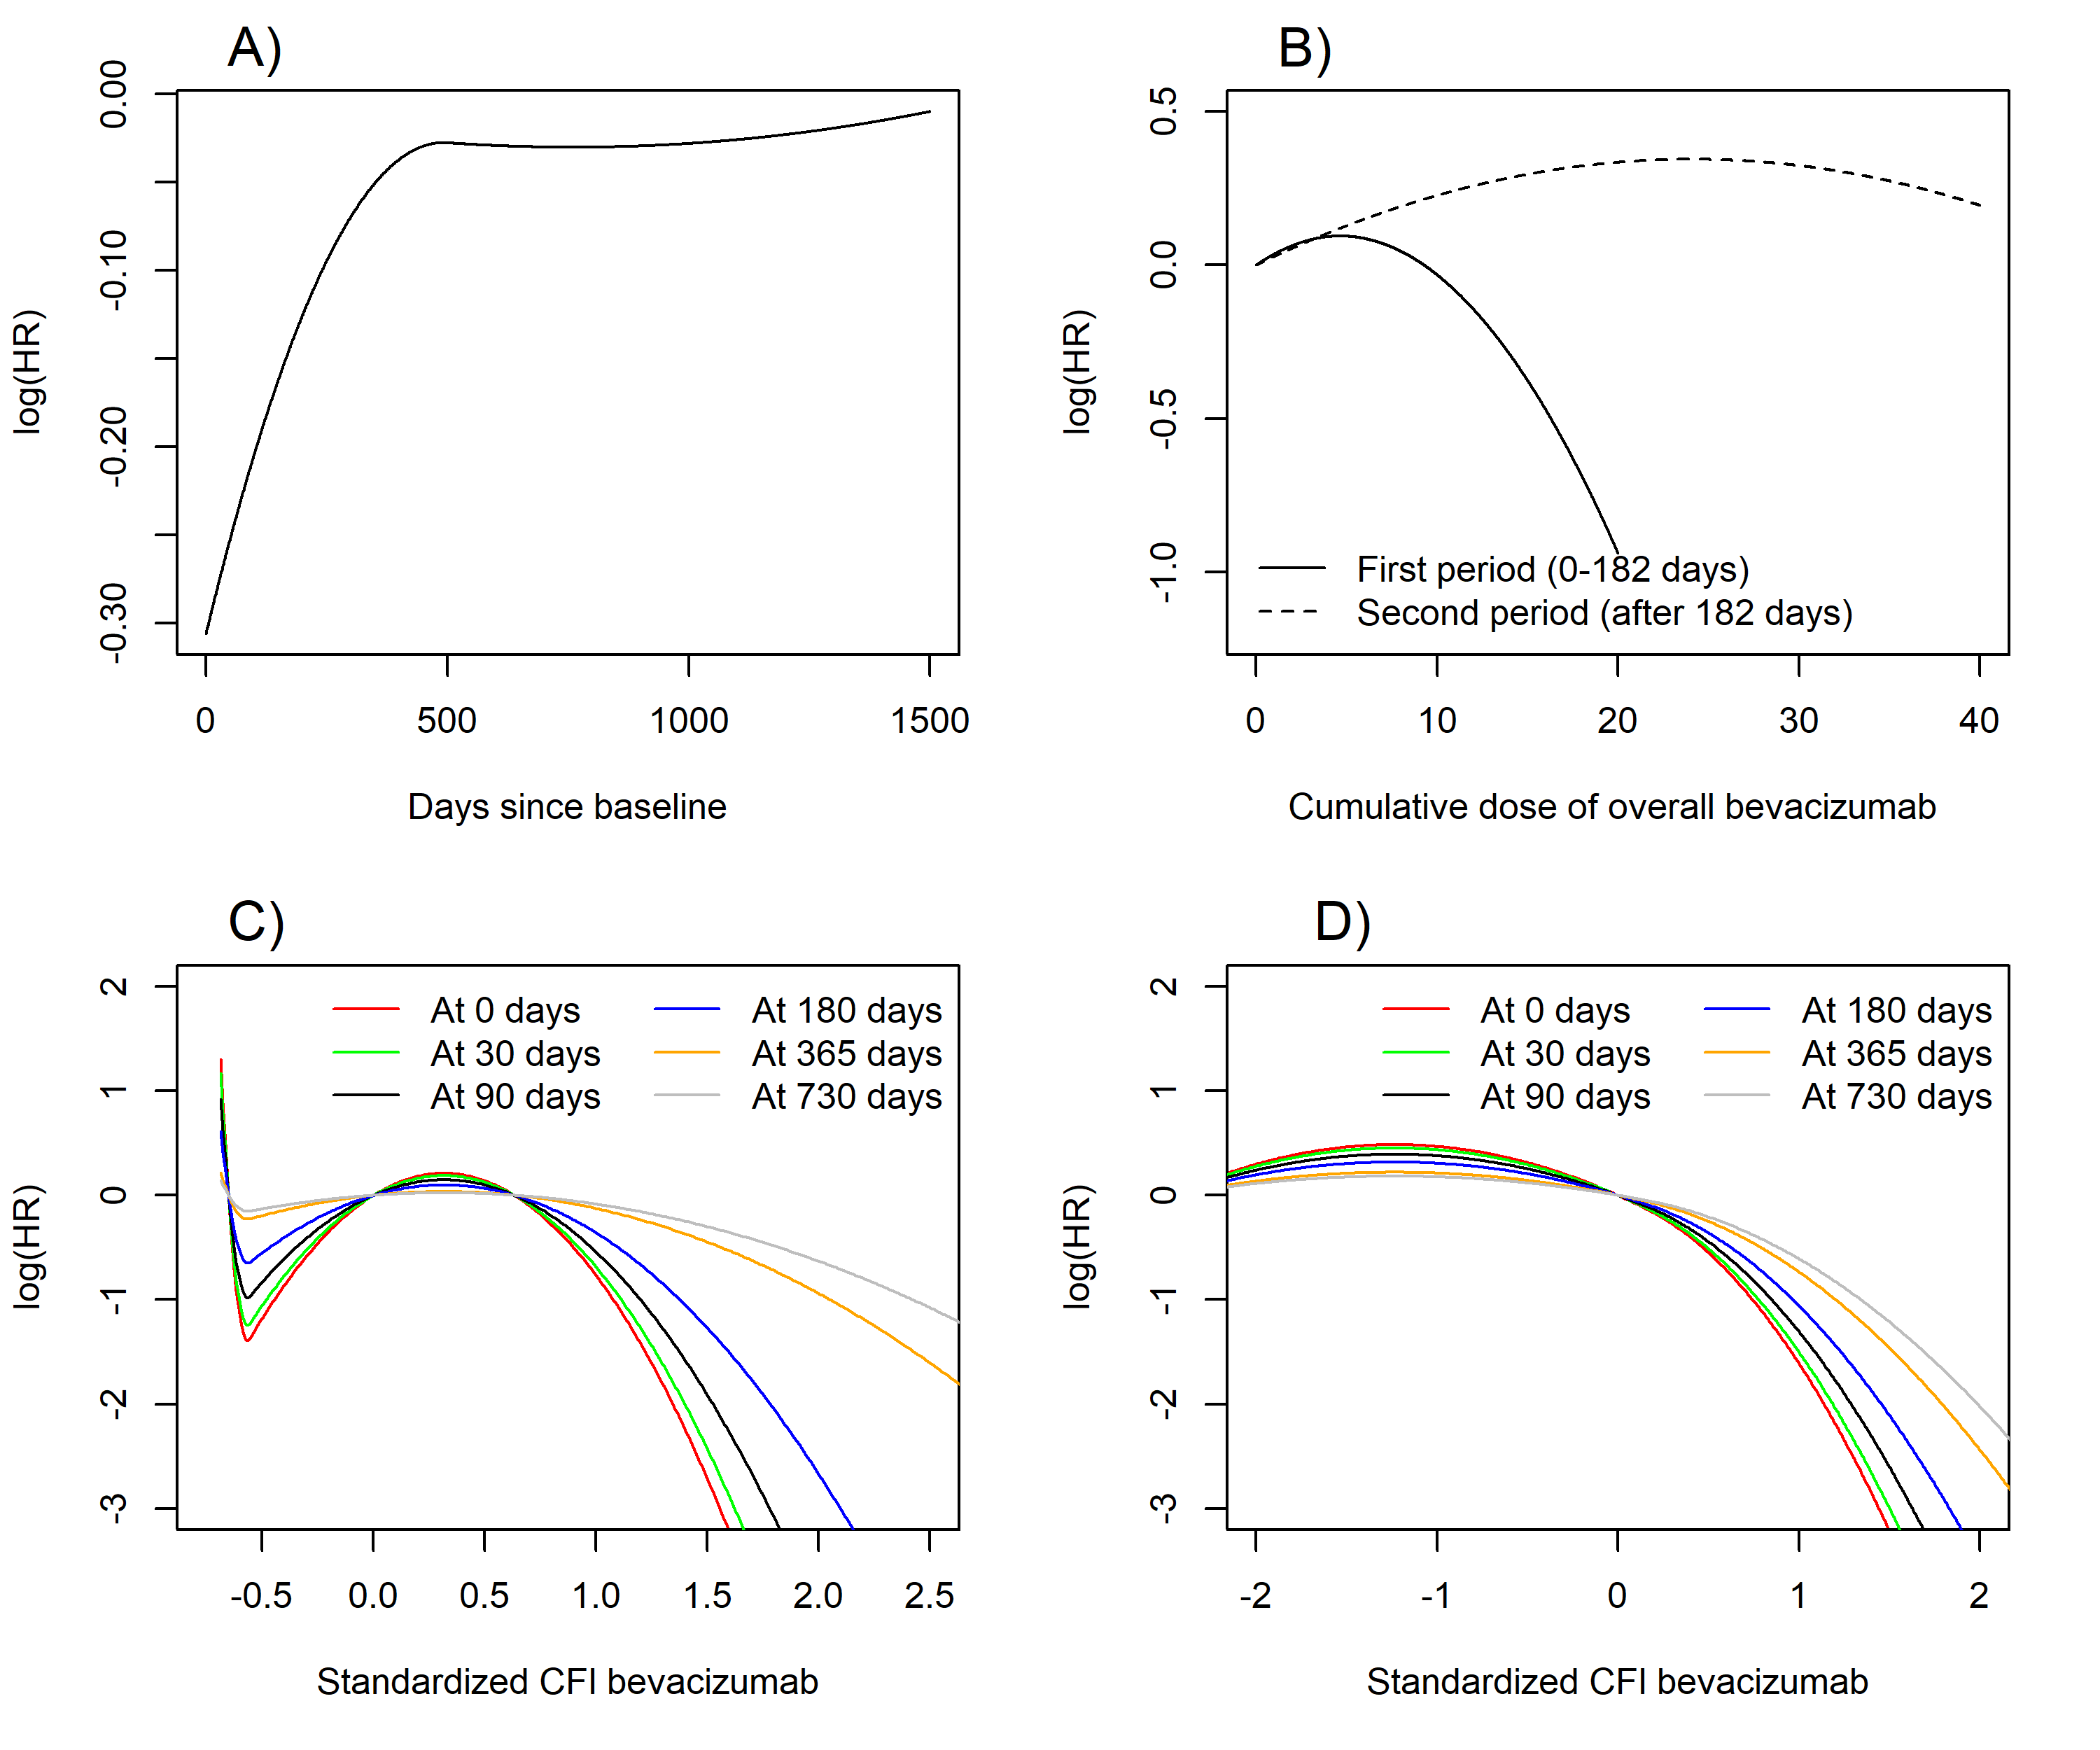 A)
log(HR)
0.00
-0.10
-0.20
-0.30
0 500 1000 1500
Days since baseline
B)
log(HR)
0.5
0.0
-0.5
-1.0
First period (0-182 days)
Second period (after 182 days)
0 10 20 30 40
Cumulative dose of overall bevacizumab
C)
log(HR)
2
1
0
-1
-2
-3
At 0 days At 180 days
At 30 days At 365 days
At 90 days At 730 days
-0.5 0.0 0.5 1.0 1.5 2.0 2.5
Standardized CFI bevacizumab
D)
log(HR)
2
1
0
-1
-2
-3
At 0 days At 180 days
At 30 days At 365 days
At 90 days At 730 days
-2 -1 0 1 2
Standardized CFI bevacizumab